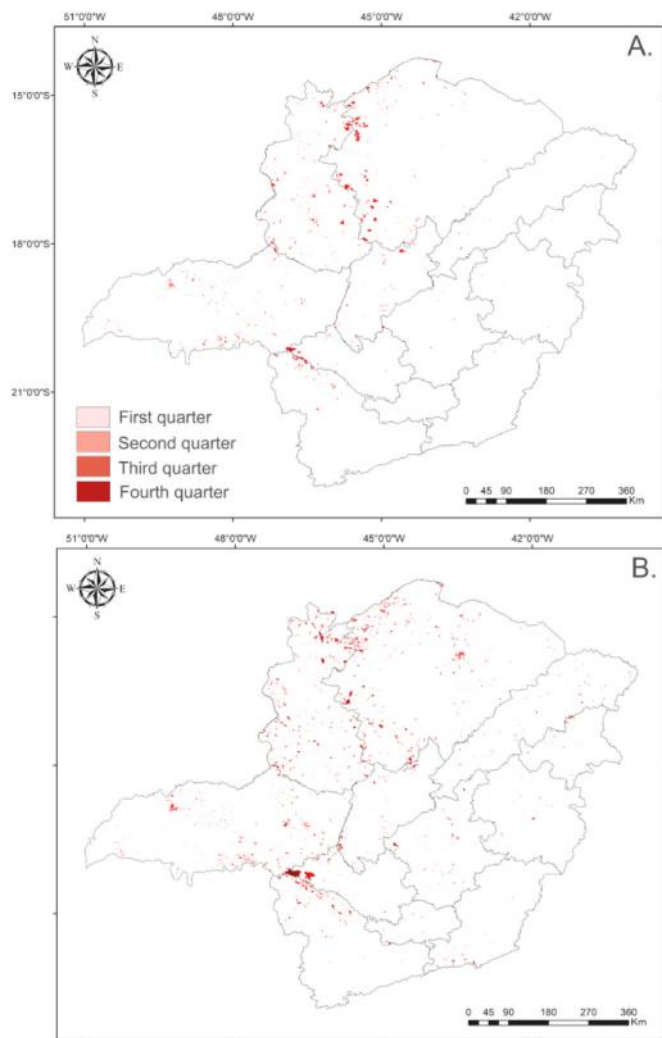 51°0'0"W 48°0'0"W 45°0'0"W 42°0'0"W
N
W E
S
A.
15°0'0"S
18°0'0"S
21°0'0"S
First quarter
Second quarter
Third quarter
Fourth quarter
0 45 90 180 270 360
Km
51°0'0"W 48°0'0"W 45°0'0"W 42°0'0"W
N
W E
S
B.
0 45 90 180 270 360
Km